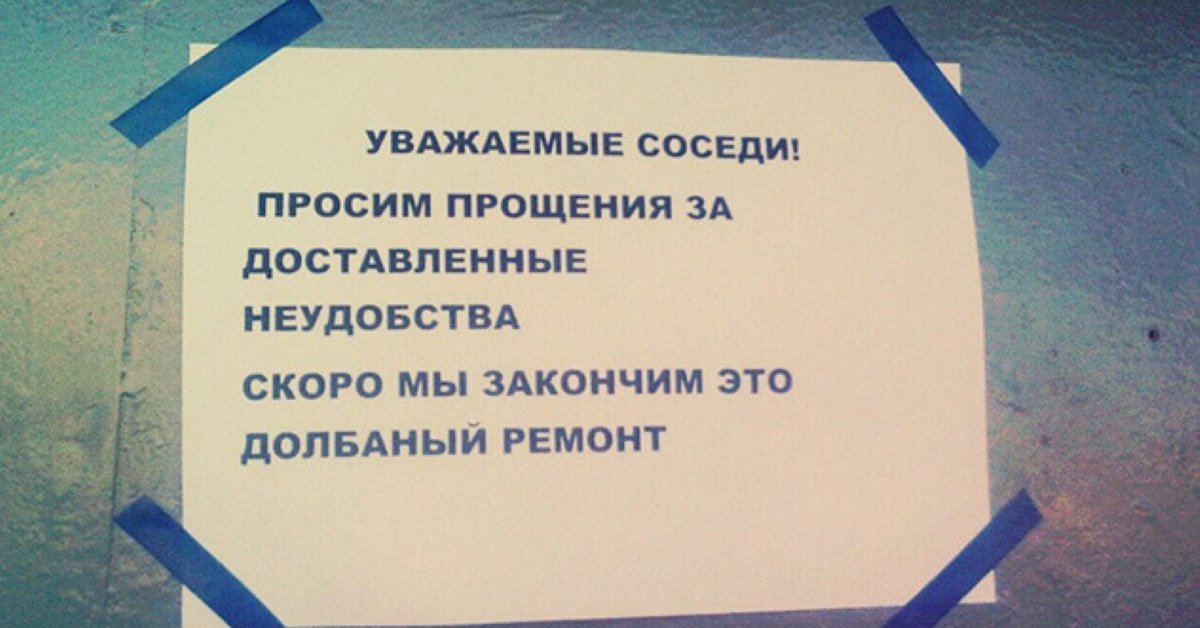 УВАЖАЕМЫЕ СОСЕДИ!
ПРОСИМ ПРОЩЕНИЯ ЗА
ДОСТАВЛЕННЫЕ
НЕУДОБСТВА
СКОРО МЫ ЗАКОНЧИМ ЭТО
ДОЛБАНЫЙ РЕМОНТ